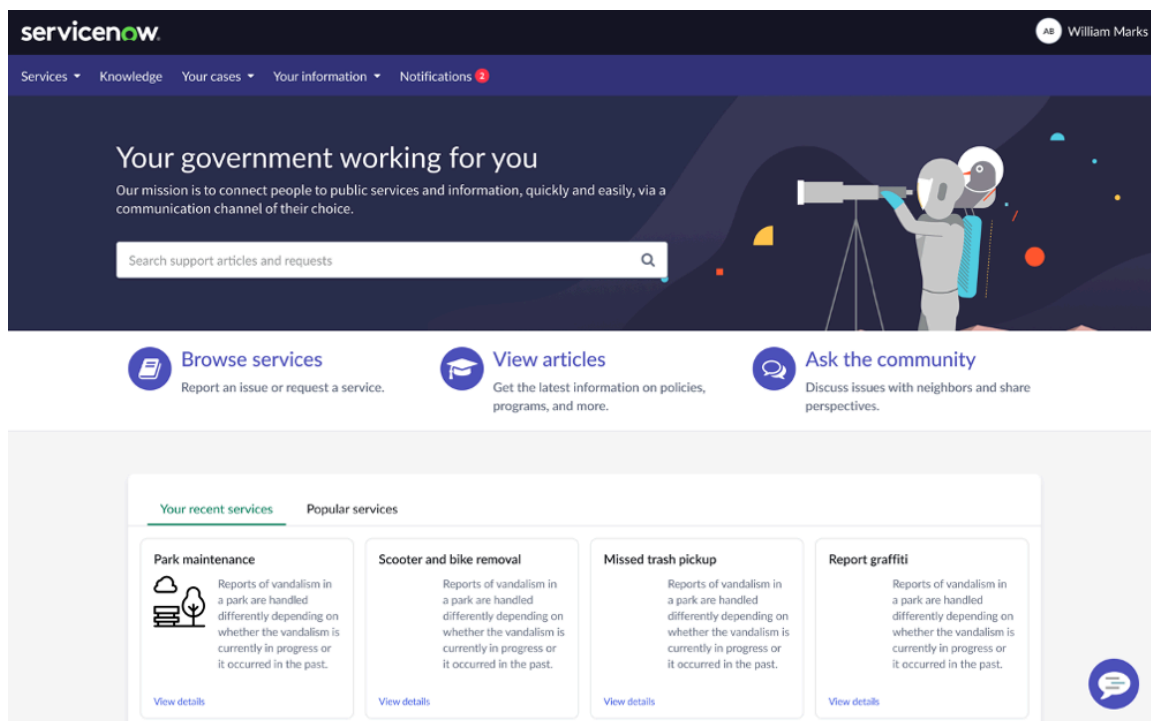 servicenow.
AB William Marks
Services Knowledge Your cases Your information Notifications 2
Your government working for you
Our mission is to connect people to public services and information, quickly and easily, via a
communication channel of their choice.
Search support articles and requests
Browse services
Report an issue or request a service.
View articles
Get the latest information on policies,
programs, and more.
Ask the community
Discuss issues with neighbors and share
perspectives.
Your recent services Popular services
Park maintenance
Reports of vandalism in
a park are handled
differently depending on
whether the vandalism is
currently in progress or
it occurred in the past.
View details
Scooter and bike removal
Reports of vandalism in
a park are handled
differently depending on
whether the vandalism is
currently in progress or
it occurred in the past.
View details
Missed trash pickup
Reports of vandalism in
a park are handled
differently depending on
whether the vandalism is
currently in progress or
it occurred in the past.
View details
Report graffiti
Reports of vandalism in
a park are handled
differently depending on
whether the vandalism is
currently in progress or
it occurred in the past.
View details